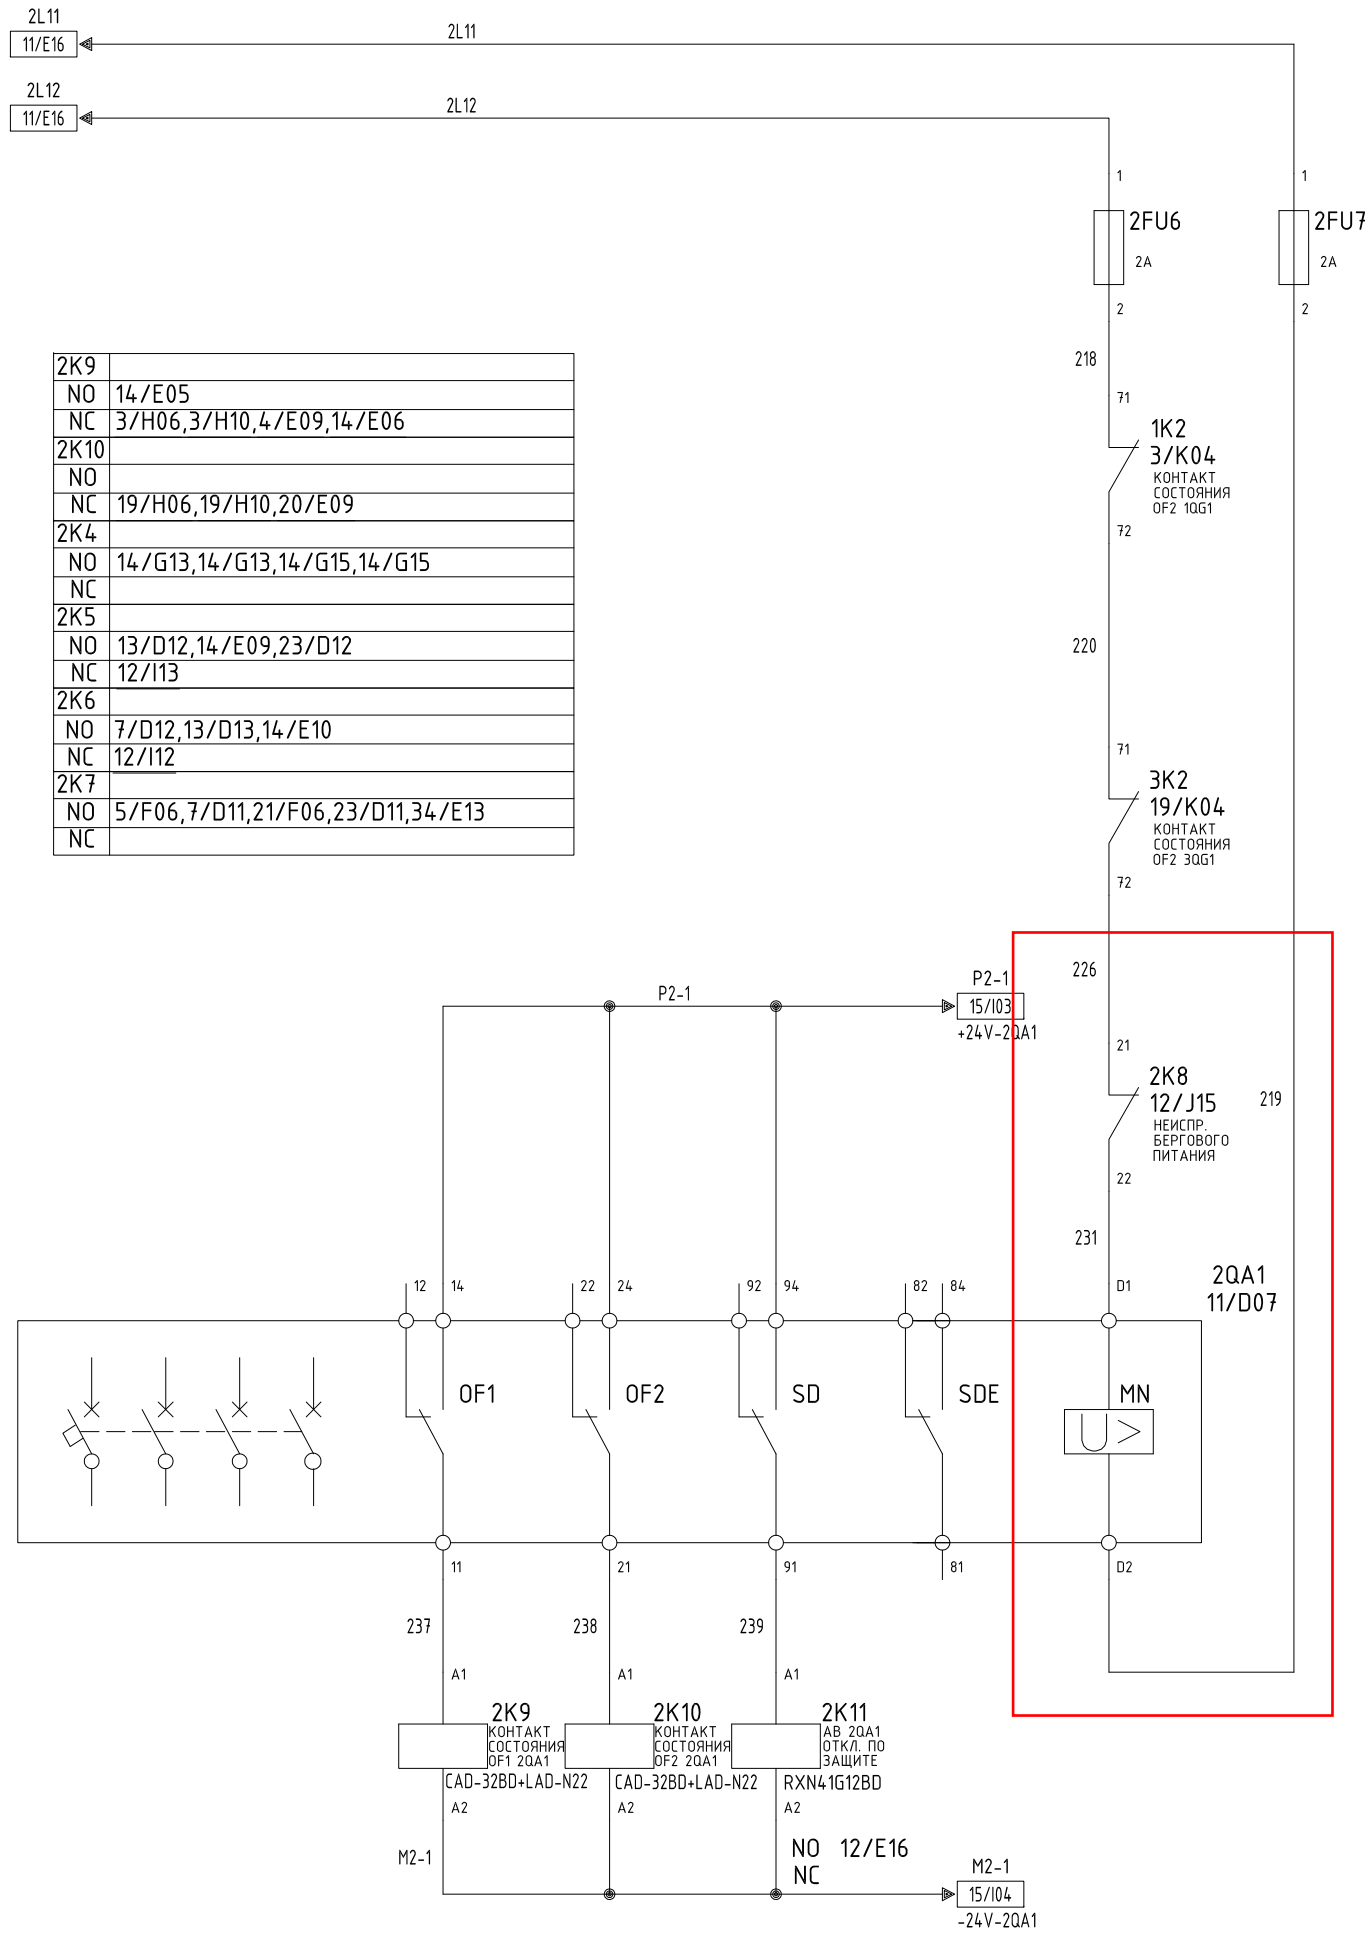 2L11
11/E16
2L11
2L12
11/E16
2L12
1
1
2FU6
2FU7
2A
2A
2
2
218
71
1K2
3/K04
КОНТАКТ
СОСТОЯНИЯ
OF2 1QG1
72
220
71
3K2
19/K04
КОНТАКТ
СОСТОЯНИЯ
OF2 3QG1
72
2K9
NO 14/E05
NC 3/H06,3/H10,4/E09,14/E06
2K10
NO
NC 19/H06,19/H10,20/E09
2K4
NO 14/G13,14/G13,14/G15,14/G15
NC
2K5
NO 13/D12,14/E09,23/D12
NC 12/I13
2K6
NO 7/D12,13/D13,14/E10
NC 12/I12
2K7
NO 5/F06,7/D11,21/F06,23/D11,34/E13
NC
226
P2-1
P2-1
15/I03
+24V-2QA1
21
2K8
12/J15
НЕИСПР.
БЕРГОВОГО
ПИТАНИЯ
219
22
231
12 14 22 24 92 94 82 84 D1
2QA1
11/D07
OF1 OF2 SD SDE MN
U>
11 21 91 81 D2
237 238 239
A1 A1 A1
2K9
КОНТАКТ
СОСТОЯНИЯ
OF1 2QA1
CAD-32BD+LAD-N22
2K10
КОНТАКТ
СОСТОЯНИЯ
OF2 2QA1
CAD-32BD+LAD-N22
2K11
АВ 2QA1
ОТКЛ. ПО
ЗАЩИТЕ
RXN41G12BD
A2 A2 A2
M2-1
NO 12/E16
NC
M2-1
15/I04
-24V-2QA1